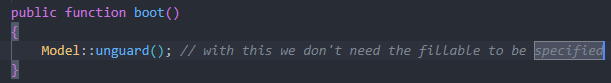 public function boot()
{
    Model::unguard(); // with this we don't need the fillable to be specified
}